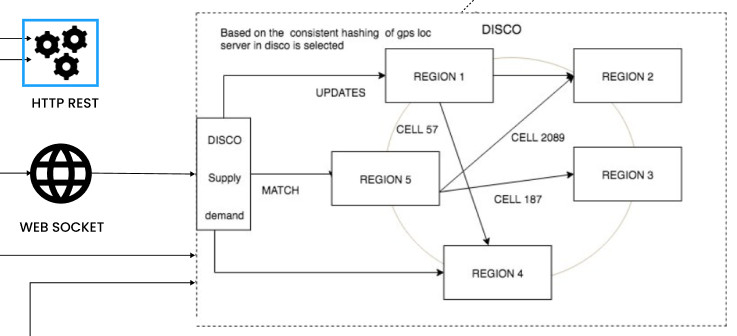 Based on the consistent hashing of gps loc
server in disco is selected
DISCO
HTTP REST
UPDATES
REGION 1
REGION 2
CELL 57
CELL 2089
DISCO
Supply
demand
MATCH
REGION 5
REGION 3
CELL 187
WEB SOCKET
REGION 4